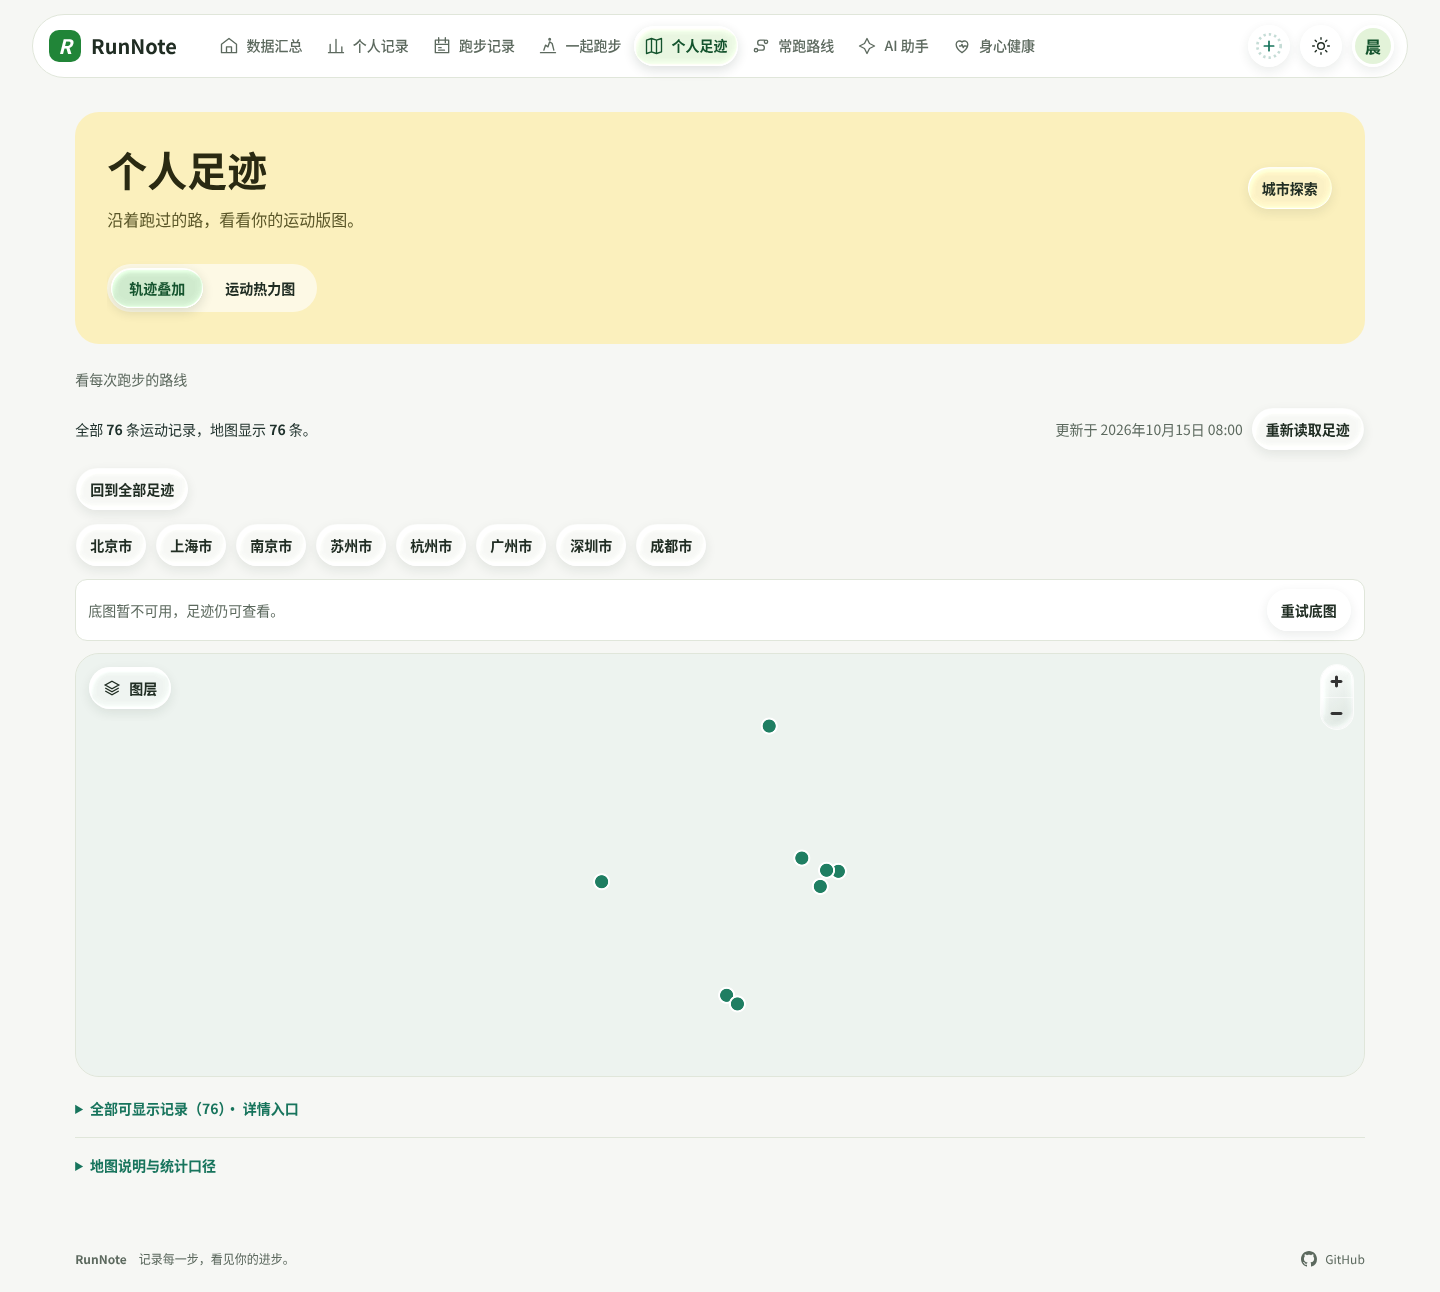 R RunNote 数据汇总 个人记录 跑步记录 一起跑步 个人足迹 常跑路线 AI 助手 身心健康 晨
个人足迹
城市探索
沿着跑过的路，看看你的运动版图。
轨迹叠加 运动热力图
看每次跑步的路线
全部 76 条运动记录，地图显示 76 条。 更新于 2026年10月15日 08:00 重新读取足迹
回到全部足迹
北京市 上海市 南京市 苏州市 杭州市 广州市 深圳市 成都市
底图暂不可用，足迹仍可查看。 重试底图
图层
全部可显示记录（76）· 详情入口
地图说明与统计口径
RunNote 记录每一步，看见你的进步。 GitHub